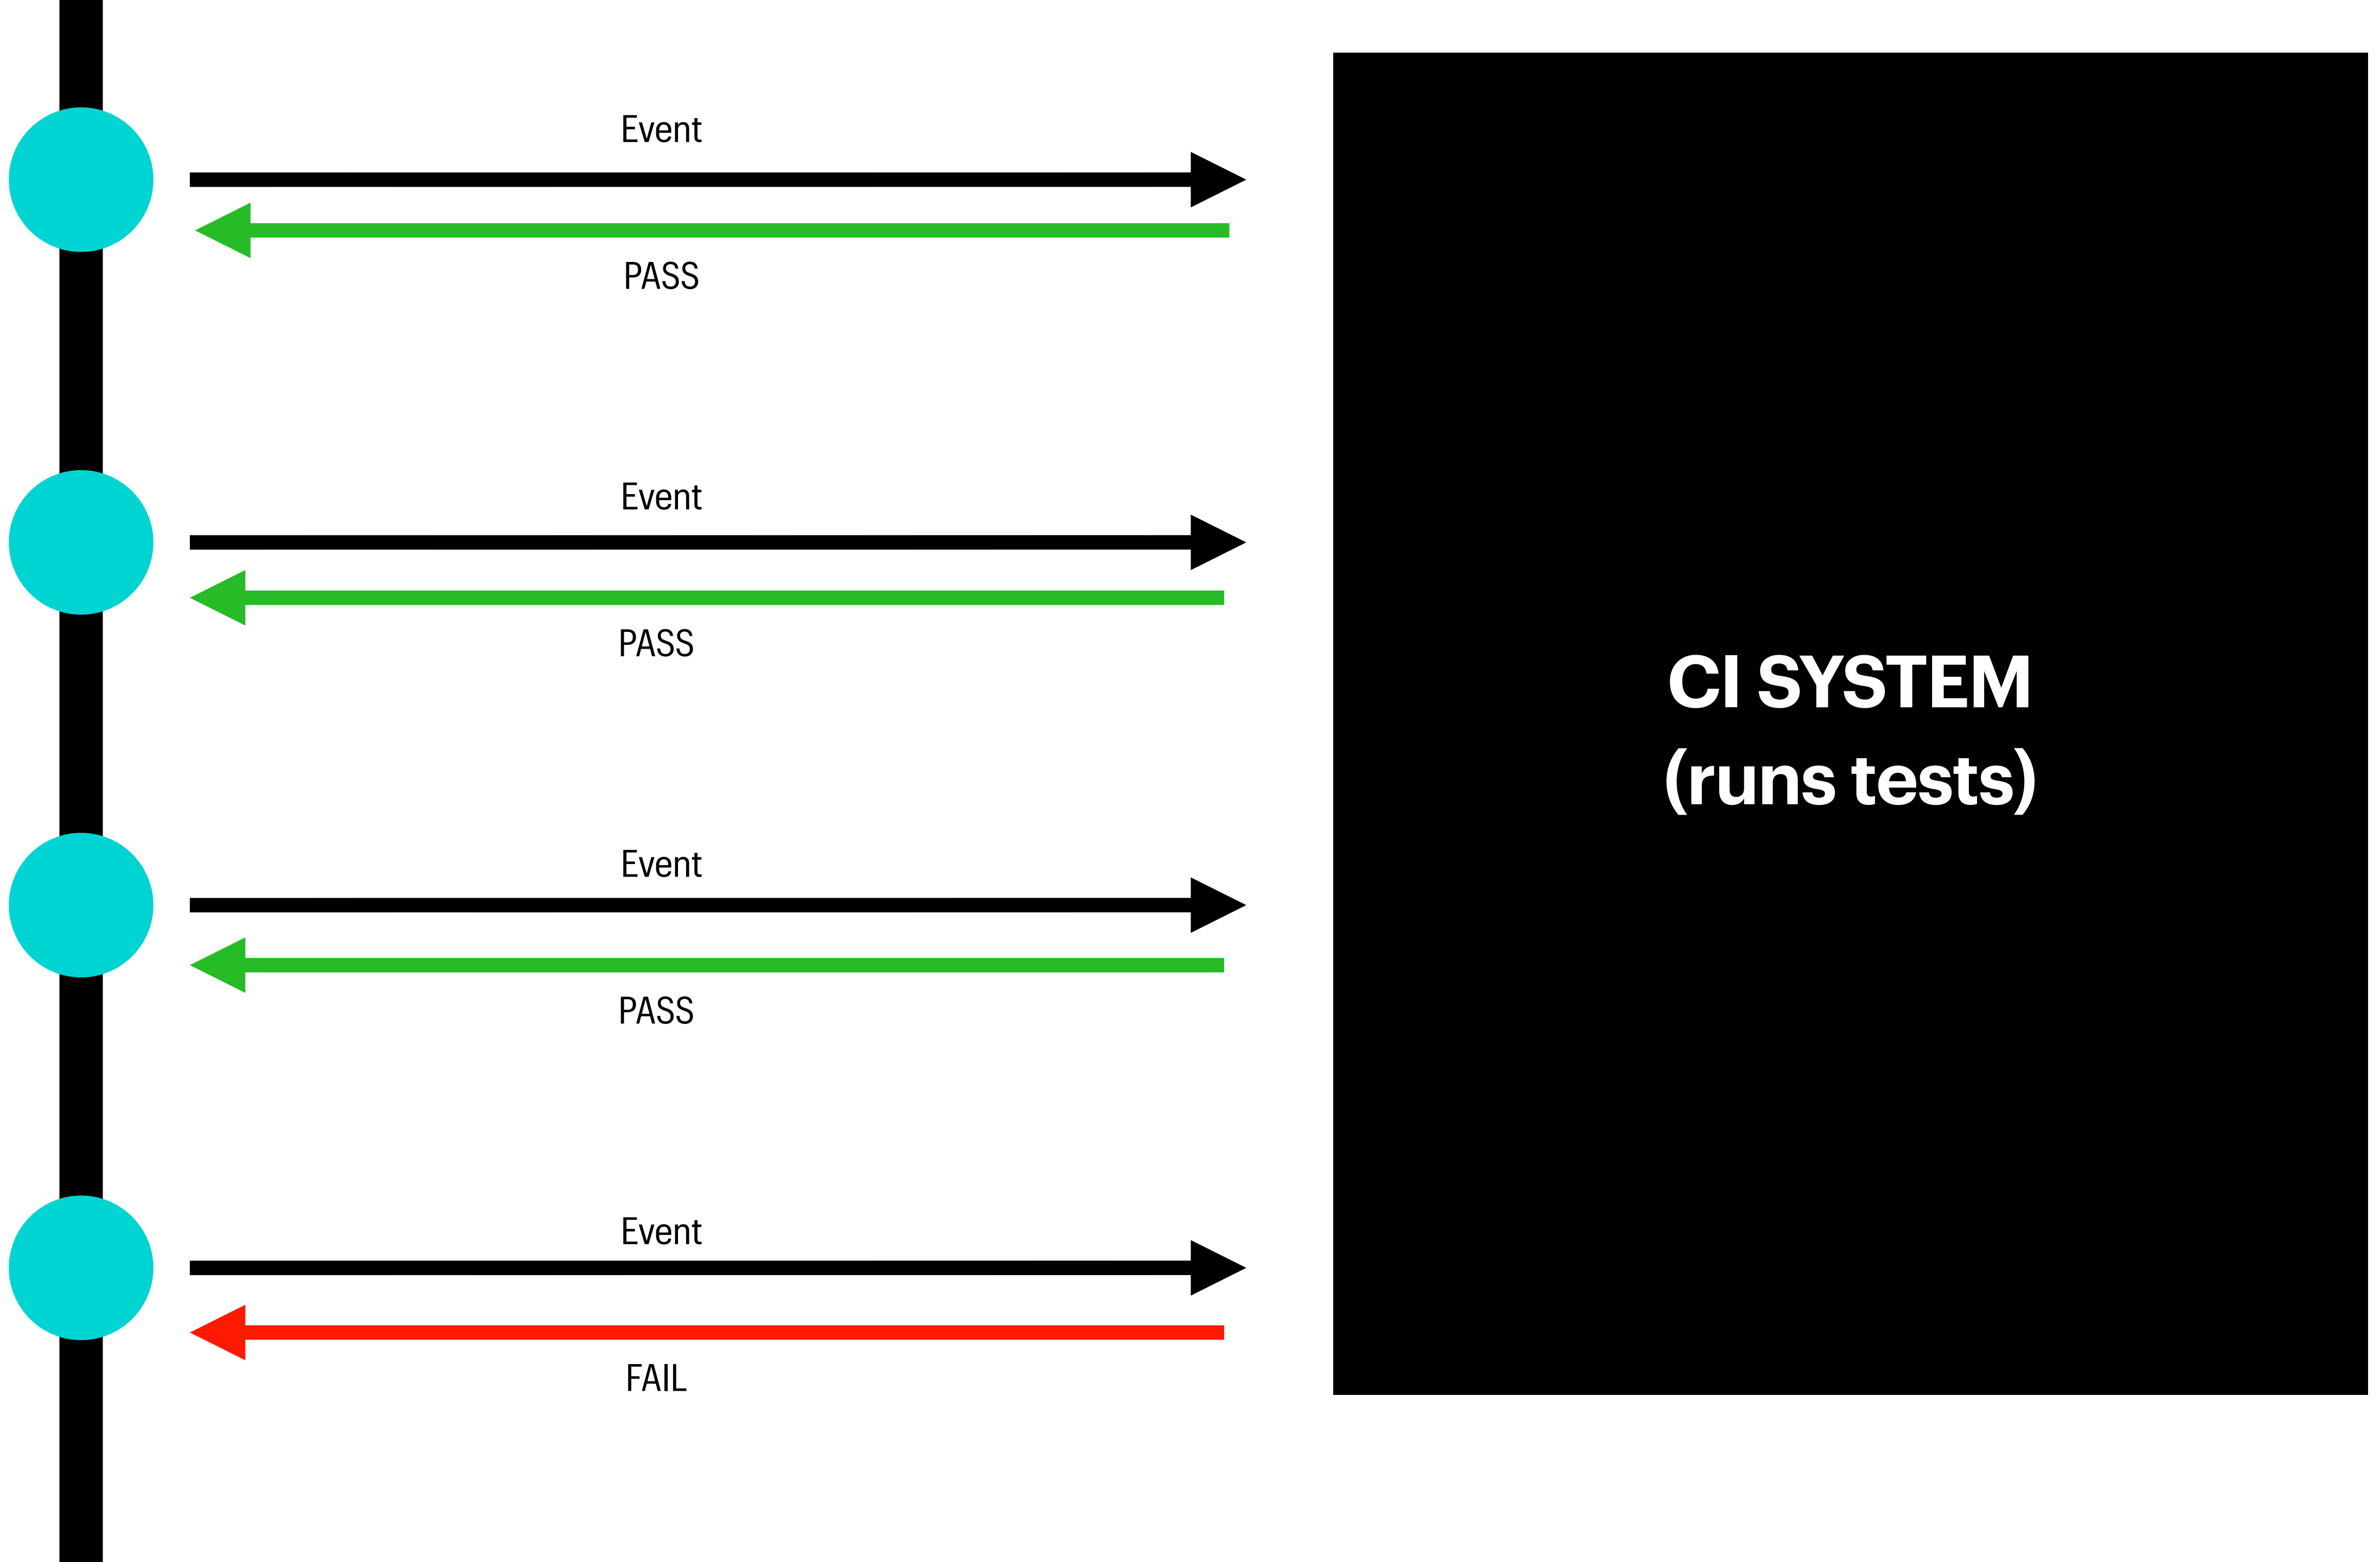 Event
PASS
Event
PASS
CI SYSTEM
(runs tests)
Event
PASS
Event
FAIL